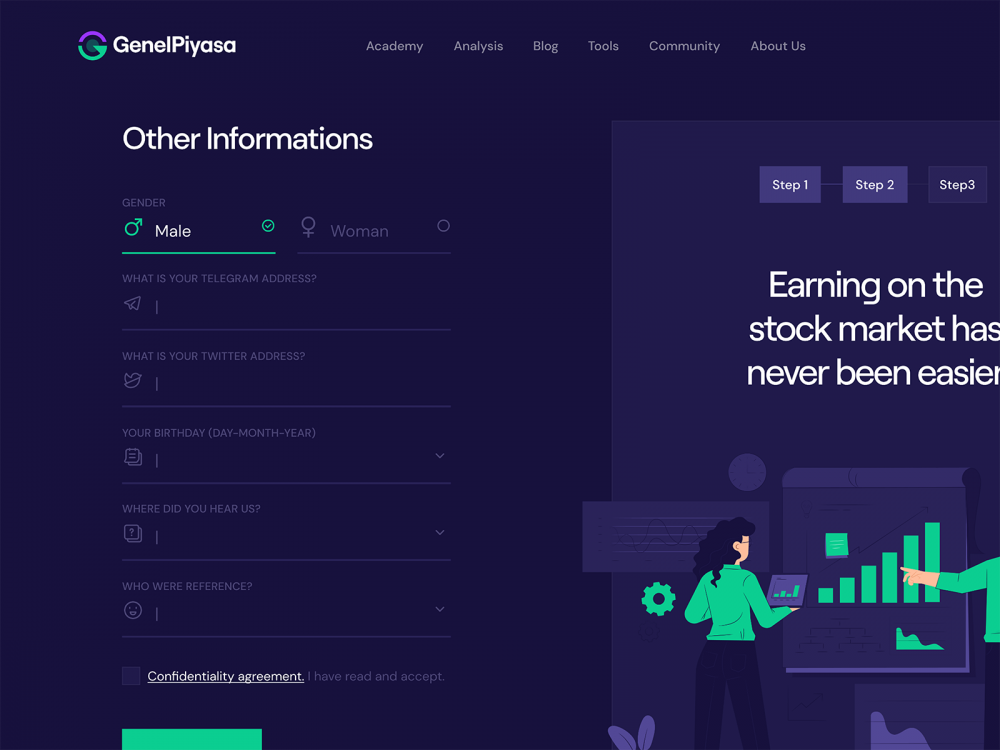 GenelPiyasa
Academy Analysis Blog Tools Community About Us
Other Informations
GENDER
Male Woman
WHAT IS YOUR TELEGRAM ADDRESS?
WHAT IS YOUR TWITTER ADDRESS?
YOUR BIRTHDAY (DAY-MONTH-YEAR)
WHERE DID YOU HEAR US?
WHO WERE REFERENCE?
Confidentiality agreement. I have read and accept.
Step 1 Step 2 Step3
Earning on the
stock market has
never been easier